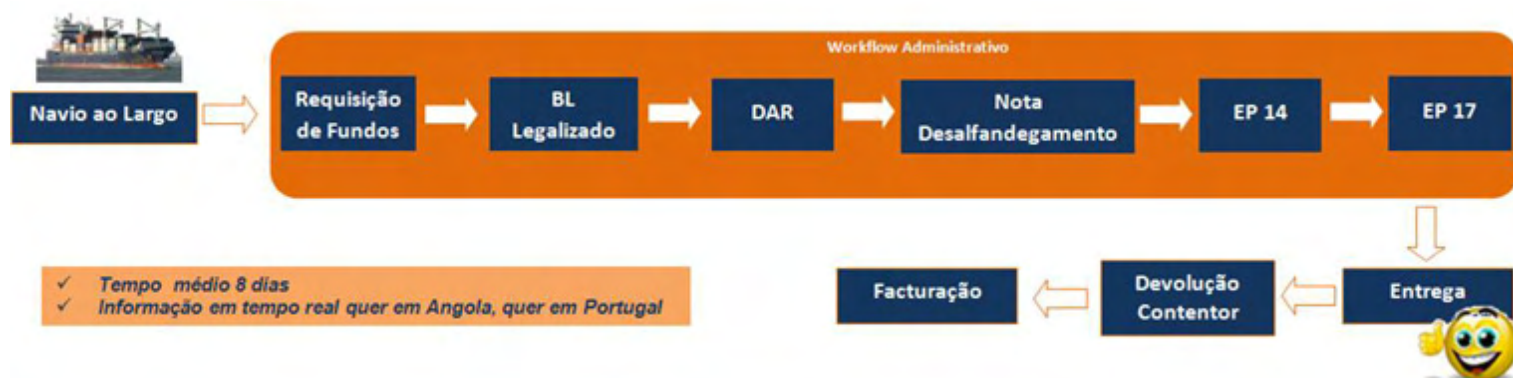 Workflow Administrativo
Navio ao Largo
Requisição
de Fundos
BL
Legalizado
DAR
Nota
Desalfandegamento
EP 14
EP 17
Entrega
Devolução
Contentor
Facturação
✓ Tempo médio 8 dias
✓ Informação em tempo real quer em Angola, quer em Portugal